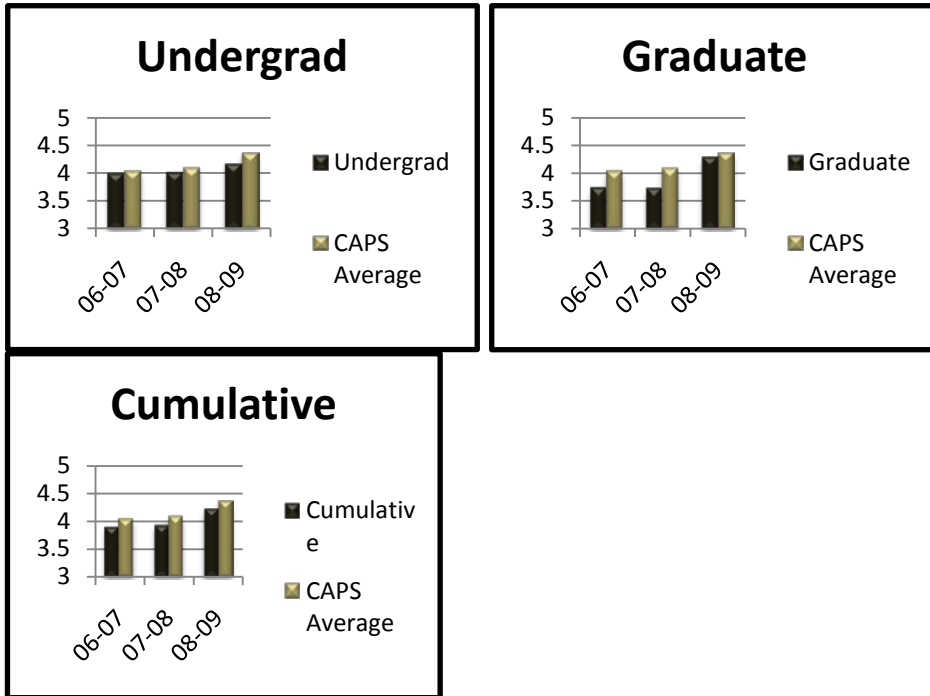 Undergrad
5
4.5
4
3.5
3
06-07
07-08
08-09
Undergrad
CAPS
Average
Graduate
5
4.5
4
3.5
3
06-07
07-08
08-09
Graduate
CAPS
Average
Cumulative
5
4.5
4
3.5
3
06-07
07-08
08-09
Cumulativ
e
CAPS
Average